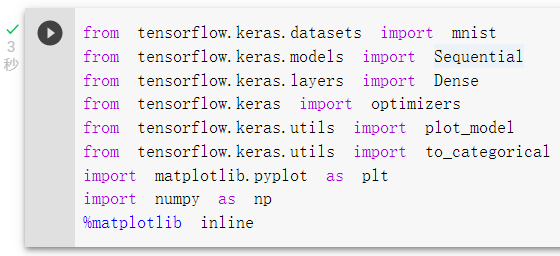 from tensorflow.keras.datasets import mnist
3
from tensorflow.keras.models import Sequential
秒
from tensorflow.keras.layers import Dense
from tensorflow.keras import optimizers
from tensorflow.keras.utils import plot_model
from tensorflow.keras.utils import to_categorical
import matplotlib.pyplot as plt
import numpy as np
%matplotlib inline